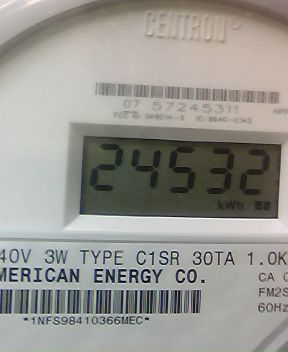 CENTRON
07 57245311
24532
kWh
40V 3W TYPE C1SR 30TA 1.0K
MERICAN ENERGY CO.
CA
FM2S
60Hz
*1NFS98410366MEC*